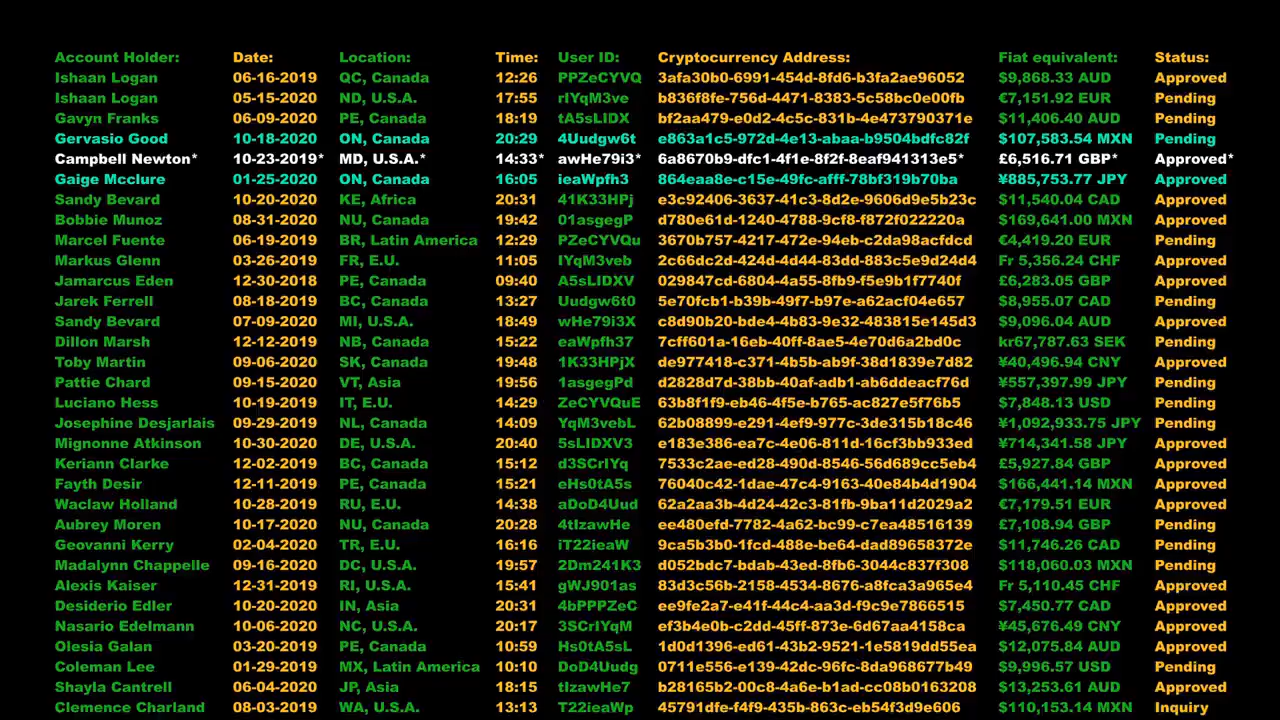 Account Holder: Date: Location: Time: User ID: Cryptocurrency Address: Fiat equivalent: Status:
Ishaan Logan 06-16-2019 QC, Canada 12:26 PPZeCYVQ 3afa30b0-6991-454d-8fd6-b3fa2ae96052 $9,868.33 AUD Approved
Ishaan Logan 05-15-2020 ND, U.S.A. 17:55 rIYqM3ve b836f8fe-756d-4471-8383-5c58bc0e00fb €7,151.92 EUR Pending
Gavyn Franks 06-09-2020 PE, Canada 18:19 tA5sLIDX bf2aa479-e0d2-4c5c-831b-4e473790371e $11,406.40 AUD Pending
Gervasio Good 10-18-2020 ON, Canada 20:29 4Uudgw6t e863a1c5-972d-4e13-abaa-b9504bdfc82f $107,583.54 MXN Pending
Campbell Newton* 10-23-2019* MD, U.S.A.* 14:33* awHe79i3* 6a8670b9-dfc1-4f1e-8f2f-8eaf941313e5* £6,516.71 GBP* Approved*
Gaige Mcclure 01-25-2020 ON, Canada 16:05 ieaWpfh3 864eaa8e-c15e-49fc-afff-78bf319b70ba ¥885,753.77 JPY Approved
Sandy Bevard 10-20-2020 KE, Africa 20:31 41K33HPj e3c92406-3637-41c3-8d2e-9606d9e5b23c $11,540.04 CAD Approved
Bobbie Munoz 08-31-2020 NU, Canada 19:42 01asgegP d780e61d-1240-4788-9cf8-f872f022220a $169,641.00 MXN Pending
Marcel Fuente 06-19-2019 BR, Latin America 12:29 PZeCYVQu 3670b757-4217-472e-94eb-c2da98acfdcd €4,419.20 EUR Pending
Markus Glenn 03-26-2019 FR, E.U. 11:05 IYqM3veb 2c66dc2d-424d-4d44-83dd-883c5e9d24d4 Fr 5,356.24 CHF Approved
Jamarcus Eden 12-30-2018 PE, Canada 09:40 A5sLIDXV 029847cd-6804-4a55-8fb9-f5e9b1f7740f £6,283.05 GBP Approved
Jarek Ferrell 08-18-2019 BC, Canada 13:27 Uudgw6t0 5e70fcb1-b39b-49f7-b97e-a62acf04e657 $8,955.07 CAD Pending
Sandy Bevard 07-09-2020 MI, U.S.A. 18:49 wHe79i3X c8d90b20-bde4-4b83-9e32-483815e145d3 $9,096.04 AUD Approved
Dillon Marsh 12-12-2019 NB, Canada 15:22 eaWpfh37 7cff601a-16eb-40ff-8ae5-4e70d6a2bd0c kr67,787.63 SEK Pending
Toby Martin 09-06-2020 SK, Canada 19:48 1K33HPjX de977418-c371-4b5b-ab9f-38d1839e7d82 ¥40,496.94 CNY Approved
Pattie Chard 09-15-2020 VT, Asia 19:56 1asgegPd d2828d7d-38bb-40af-adb1-ab6ddeacf76d ¥557,397.99 JPY Pending
Luciano Hess 10-19-2019 IT, E.U. 14:29 ZeCYVQuE 63b8f1f9-eb46-4f5e-b765-ac827e5f76b5 $7,848.13 USD Pending
Josephine Desjarlais 09-29-2019 NL, Canada 14:09 YqM3vebL 62b08899-e291-4ef9-977c-3de315b18c46 ¥1,092,933.75 JPY Pending
Mignonne Atkinson 10-30-2020 DE, U.S.A. 20:40 5sLIDXV3 e183e386-ea7c-4e06-811d-16cf3bb933ed ¥714,341.58 JPY Approved
Keriann Clarke 12-02-2019 BC, Canada 15:12 d3SCrIYq 7533c2ae-ed28-490d-8546-56d689cc5eb4 £5,927.84 GBP Approved
Fayth Desir 12-11-2019 PE, Canada 15:21 eHs0tA5s 76040c42-1dae-47c4-9163-40e84b4d1904 $166,441.14 MXN Approved
Waclaw Holland 10-28-2019 RU, E.U. 14:38 aDoD4Uud 62a2aa3b-4d24-42c3-81fb-9ba11d2029a2 €7,179.51 EUR Approved
Aubrey Moren 10-17-2020 NU, Canada 20:28 4tIzawHe ee480efd-7782-4a62-bc99-c7ea48516139 £7,108.94 GBP Pending
Geovanni Kerry 02-04-2020 TR, E.U. 16:16 iT22ieaW 9ca5b3b0-1fcd-488e-be64-dad89658372e $11,746.26 CAD Pending
Madalynn Chappelle 09-16-2020 DC, U.S.A. 19:57 2Dm241K3 d052bdc7-bdab-43ed-8fb6-3044c837f308 $118,060.03 MXN Pending
Alexis Kaiser 12-31-2019 RI, U.S.A. 15:41 gWJ901as 83d3c56b-2158-4534-8676-a8fca3a965e4 Fr 5,110.45 CHF Approved
Desiderio Edler 10-20-2020 IN, Asia 20:31 4bPPPZeC ee9fe2a7-e41f-44c4-aa3d-f9c9e7866515 $7,450.77 CAD Approved
Nasario Edelmann 10-06-2020 NC, U.S.A. 20:17 3SCrIYqM ef3b4e0b-c2dd-45ff-873e-6d67aa4158ca ¥45,676.49 CNY Approved
Olesia Galan 03-20-2019 PE, Canada 10:59 Hs0tA5sL 1d0d1396-ed61-43b2-9521-1e5819dd55ea $12,075.84 AUD Approved
Coleman Lee 01-29-2019 MX, Latin America 10:10 DoD4Uudg 0711e556-e139-42dc-96fc-8da968677b49 $9,996.57 USD Pending
Shayla Cantrell 06-04-2020 JP, Asia 18:15 tIzawHe7 b28165b2-00c8-4a6e-b1ad-cc08b0163208 $13,253.61 AUD Approved
Clemence Charland 08-03-2019 WA, U.S.A. 13:13 T22ieaWp 45791dfe-f4f9-435b-863c-eb54f3d9e606 $110,153.14 MXN Inquiry